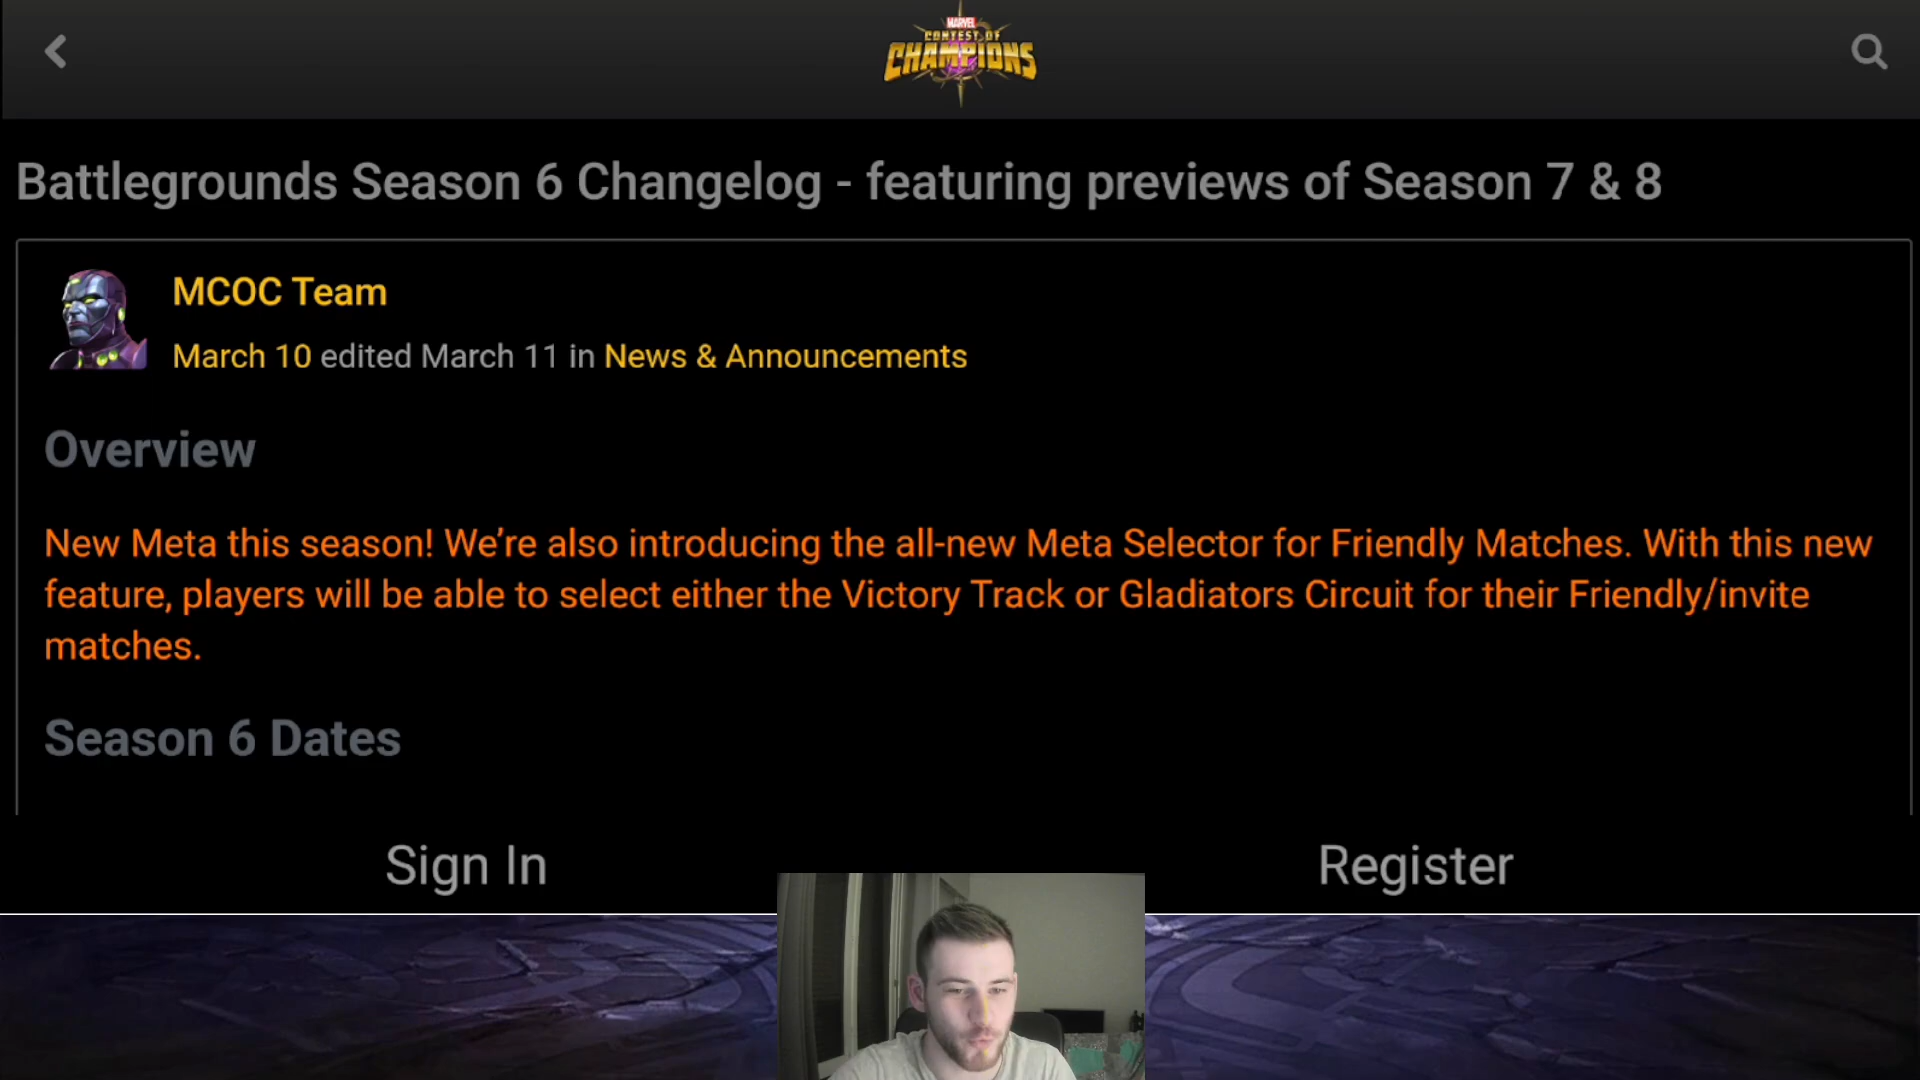 MARVEL
CONTEST OF
CHAMPIONS
Battlegrounds Season 6 Changelog - featuring previews of Season 7 & 8
MCOC Team
March 10 edited March 11 in News & Announcements
Overview
New Meta this season! We’re also introducing the all-new Meta Selector for Friendly Matches. With this new
feature, players will be able to select either the Victory Track or Gladiators Circuit for their Friendly/invite
matches.
Season 6 Dates
Sign In
Register